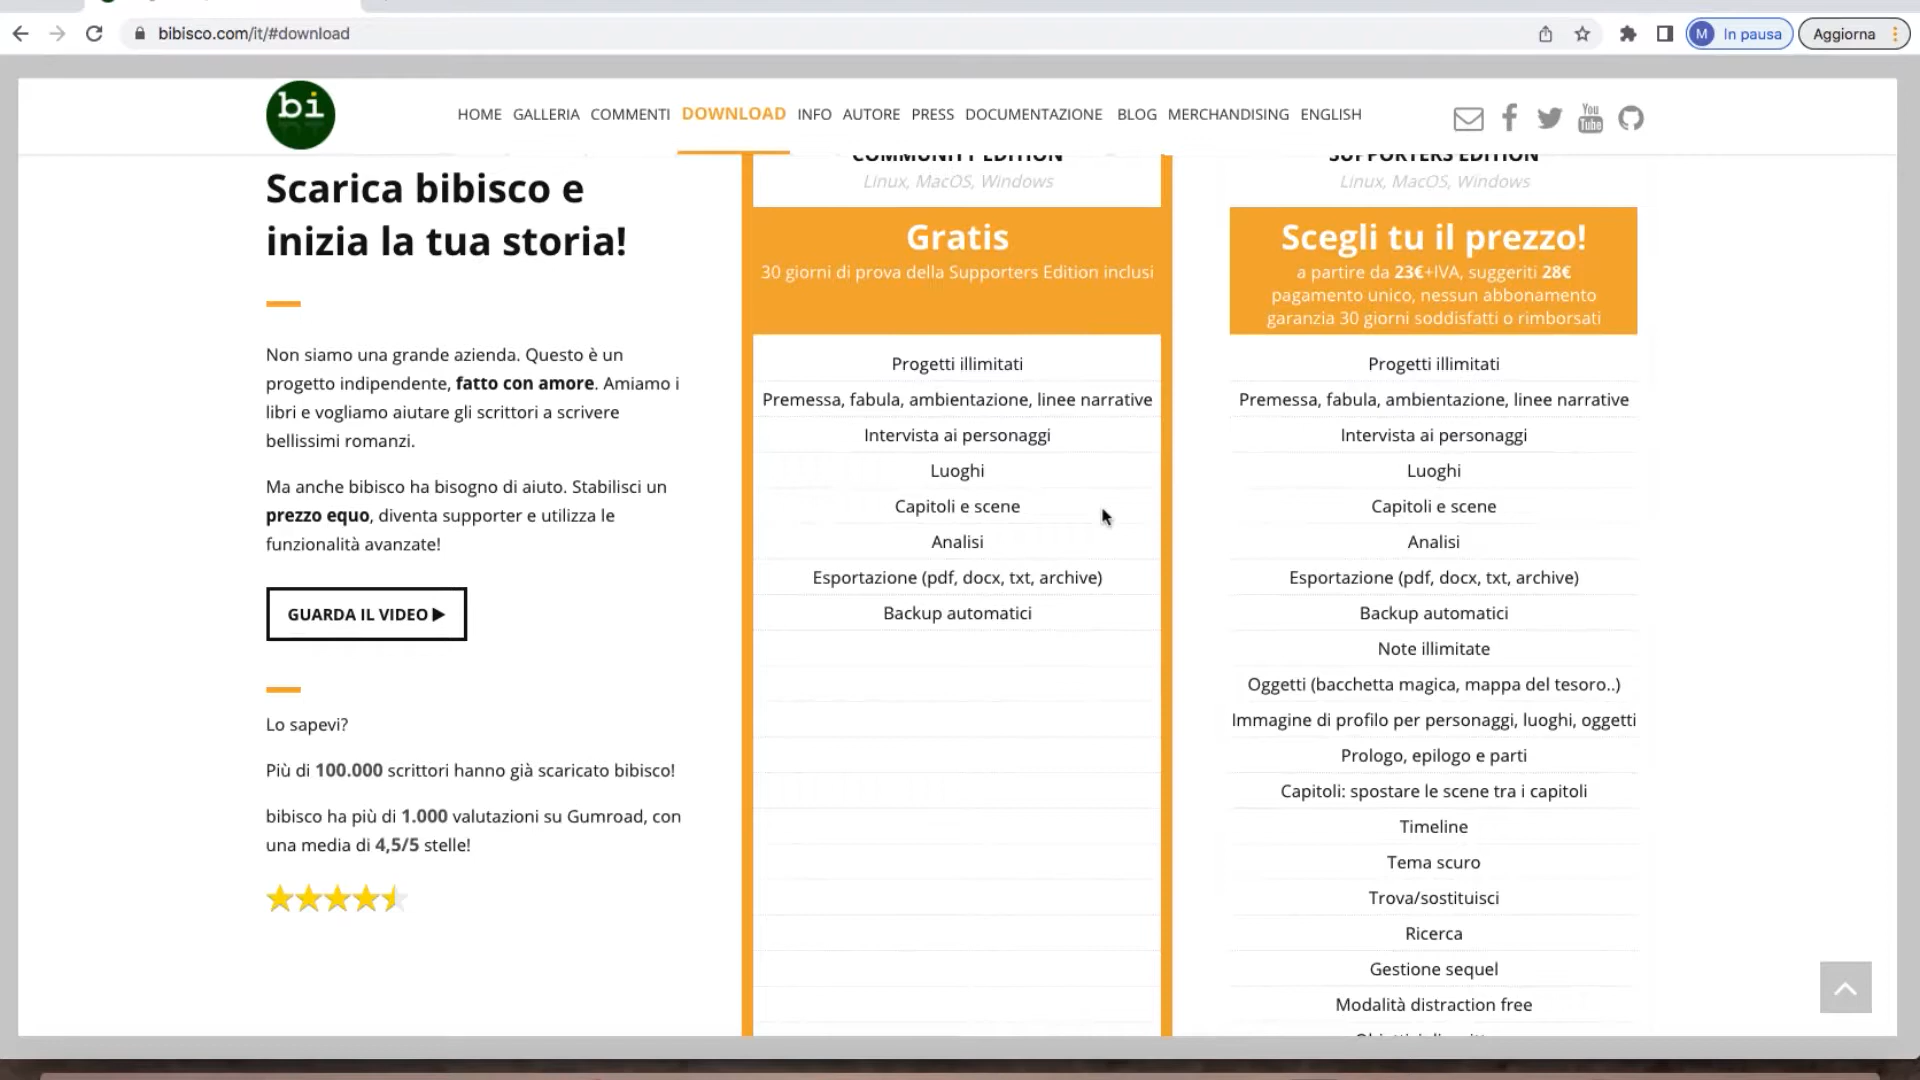 bibisco.com/it/#download
M
In pausa
Aggiorna
bi
HOME
GALLERIA
COMMENTI
DOWNLOAD
INFO
AUTORE
PRESS
DOCUMENTAZIONE
BLOG
MERCHANDISING
ENGLISH
You
Tube
Scarica bibisco e
inizia la tua storia!
Non siamo una grande azienda. Questo è un
progetto indipendente, fatto con amore. Amiamo i
libri e vogliamo aiutare gli scrittori a scrivere
bellissimi romanzi.
Ma anche bibisco ha bisogno di aiuto. Stabilisci un
prezzo equo, diventa supporter e utilizza le
funzionalità avanzate!
GUARDA IL VIDEO
Lo sapevi?
Più di 100.000 scrittori hanno già scaricato bibisco!
bibisco ha più di 1.000 valutazioni su Gumroad, con
una media di 4,5/5 stelle!
COMMUNITY EDITION
Linux, MacOS, Windows
Gratis
30 giorni di prova della Supporters Edition inclusi
Progetti illimitati
Premessa, fabula, ambientazione, linee narrative
Intervista ai personaggi
Luoghi
Capitoli e scene
Analisi
Esportazione (pdf, docx, txt, archive)
Backup automatici
SUPPORTERS EDITION
Linux, MacOS, Windows
Scegli tu il prezzo!
a partire da 23€+IVA, suggeriti 28€
pagamento unico, nessun abbonamento
garanzia 30 giorni soddisfatti o rimborsati
Progetti illimitati
Premessa, fabula, ambientazione, linee narrative
Intervista ai personaggi
Luoghi
Capitoli e scene
Analisi
Esportazione (pdf, docx, txt, archive)
Backup automatici
Note illimitate
Oggetti (bacchetta magica, mappa del tesoro..)
Immagine di profilo per personaggi, luoghi, oggetti
Prologo, epilogo e parti
Capitoli: spostare le scene tra i capitoli
Timeline
Tema scuro
Trova/sostituisci
Ricerca
Gestione sequel
Modalità distraction free